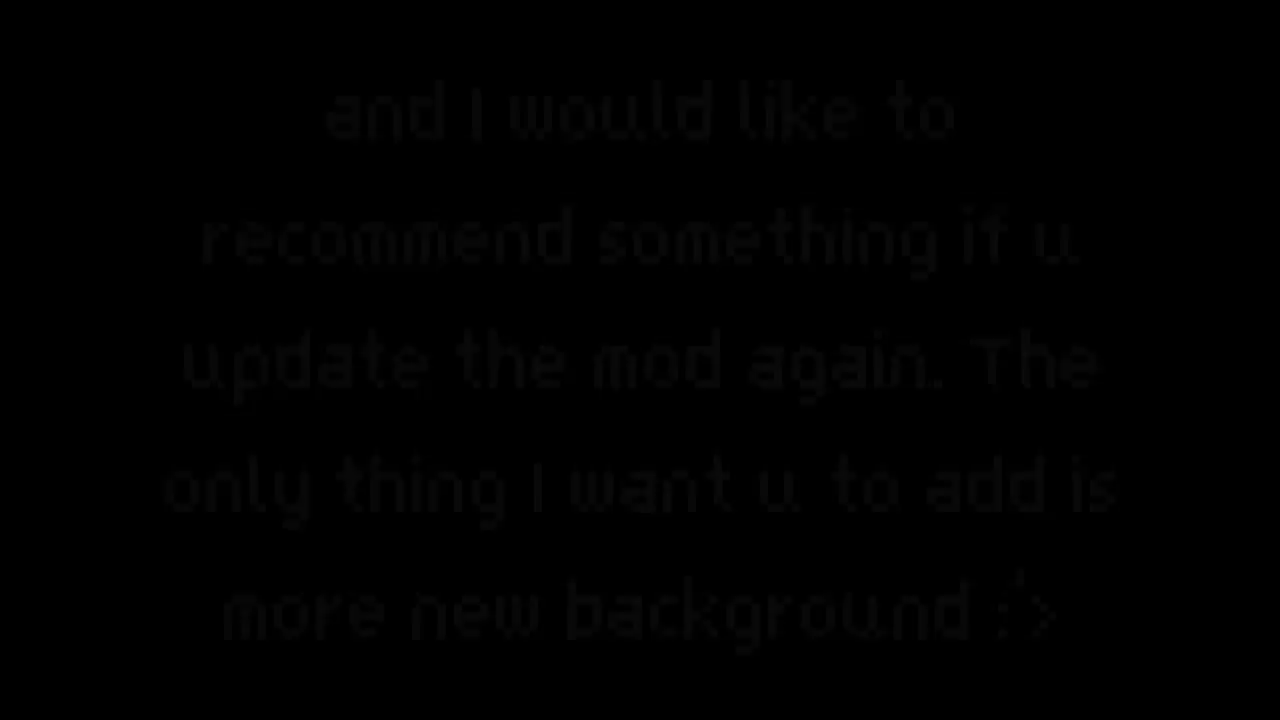 and I would like to
recommend something if u
update the mod again. The
only thing I want u to add is
more new background :'>